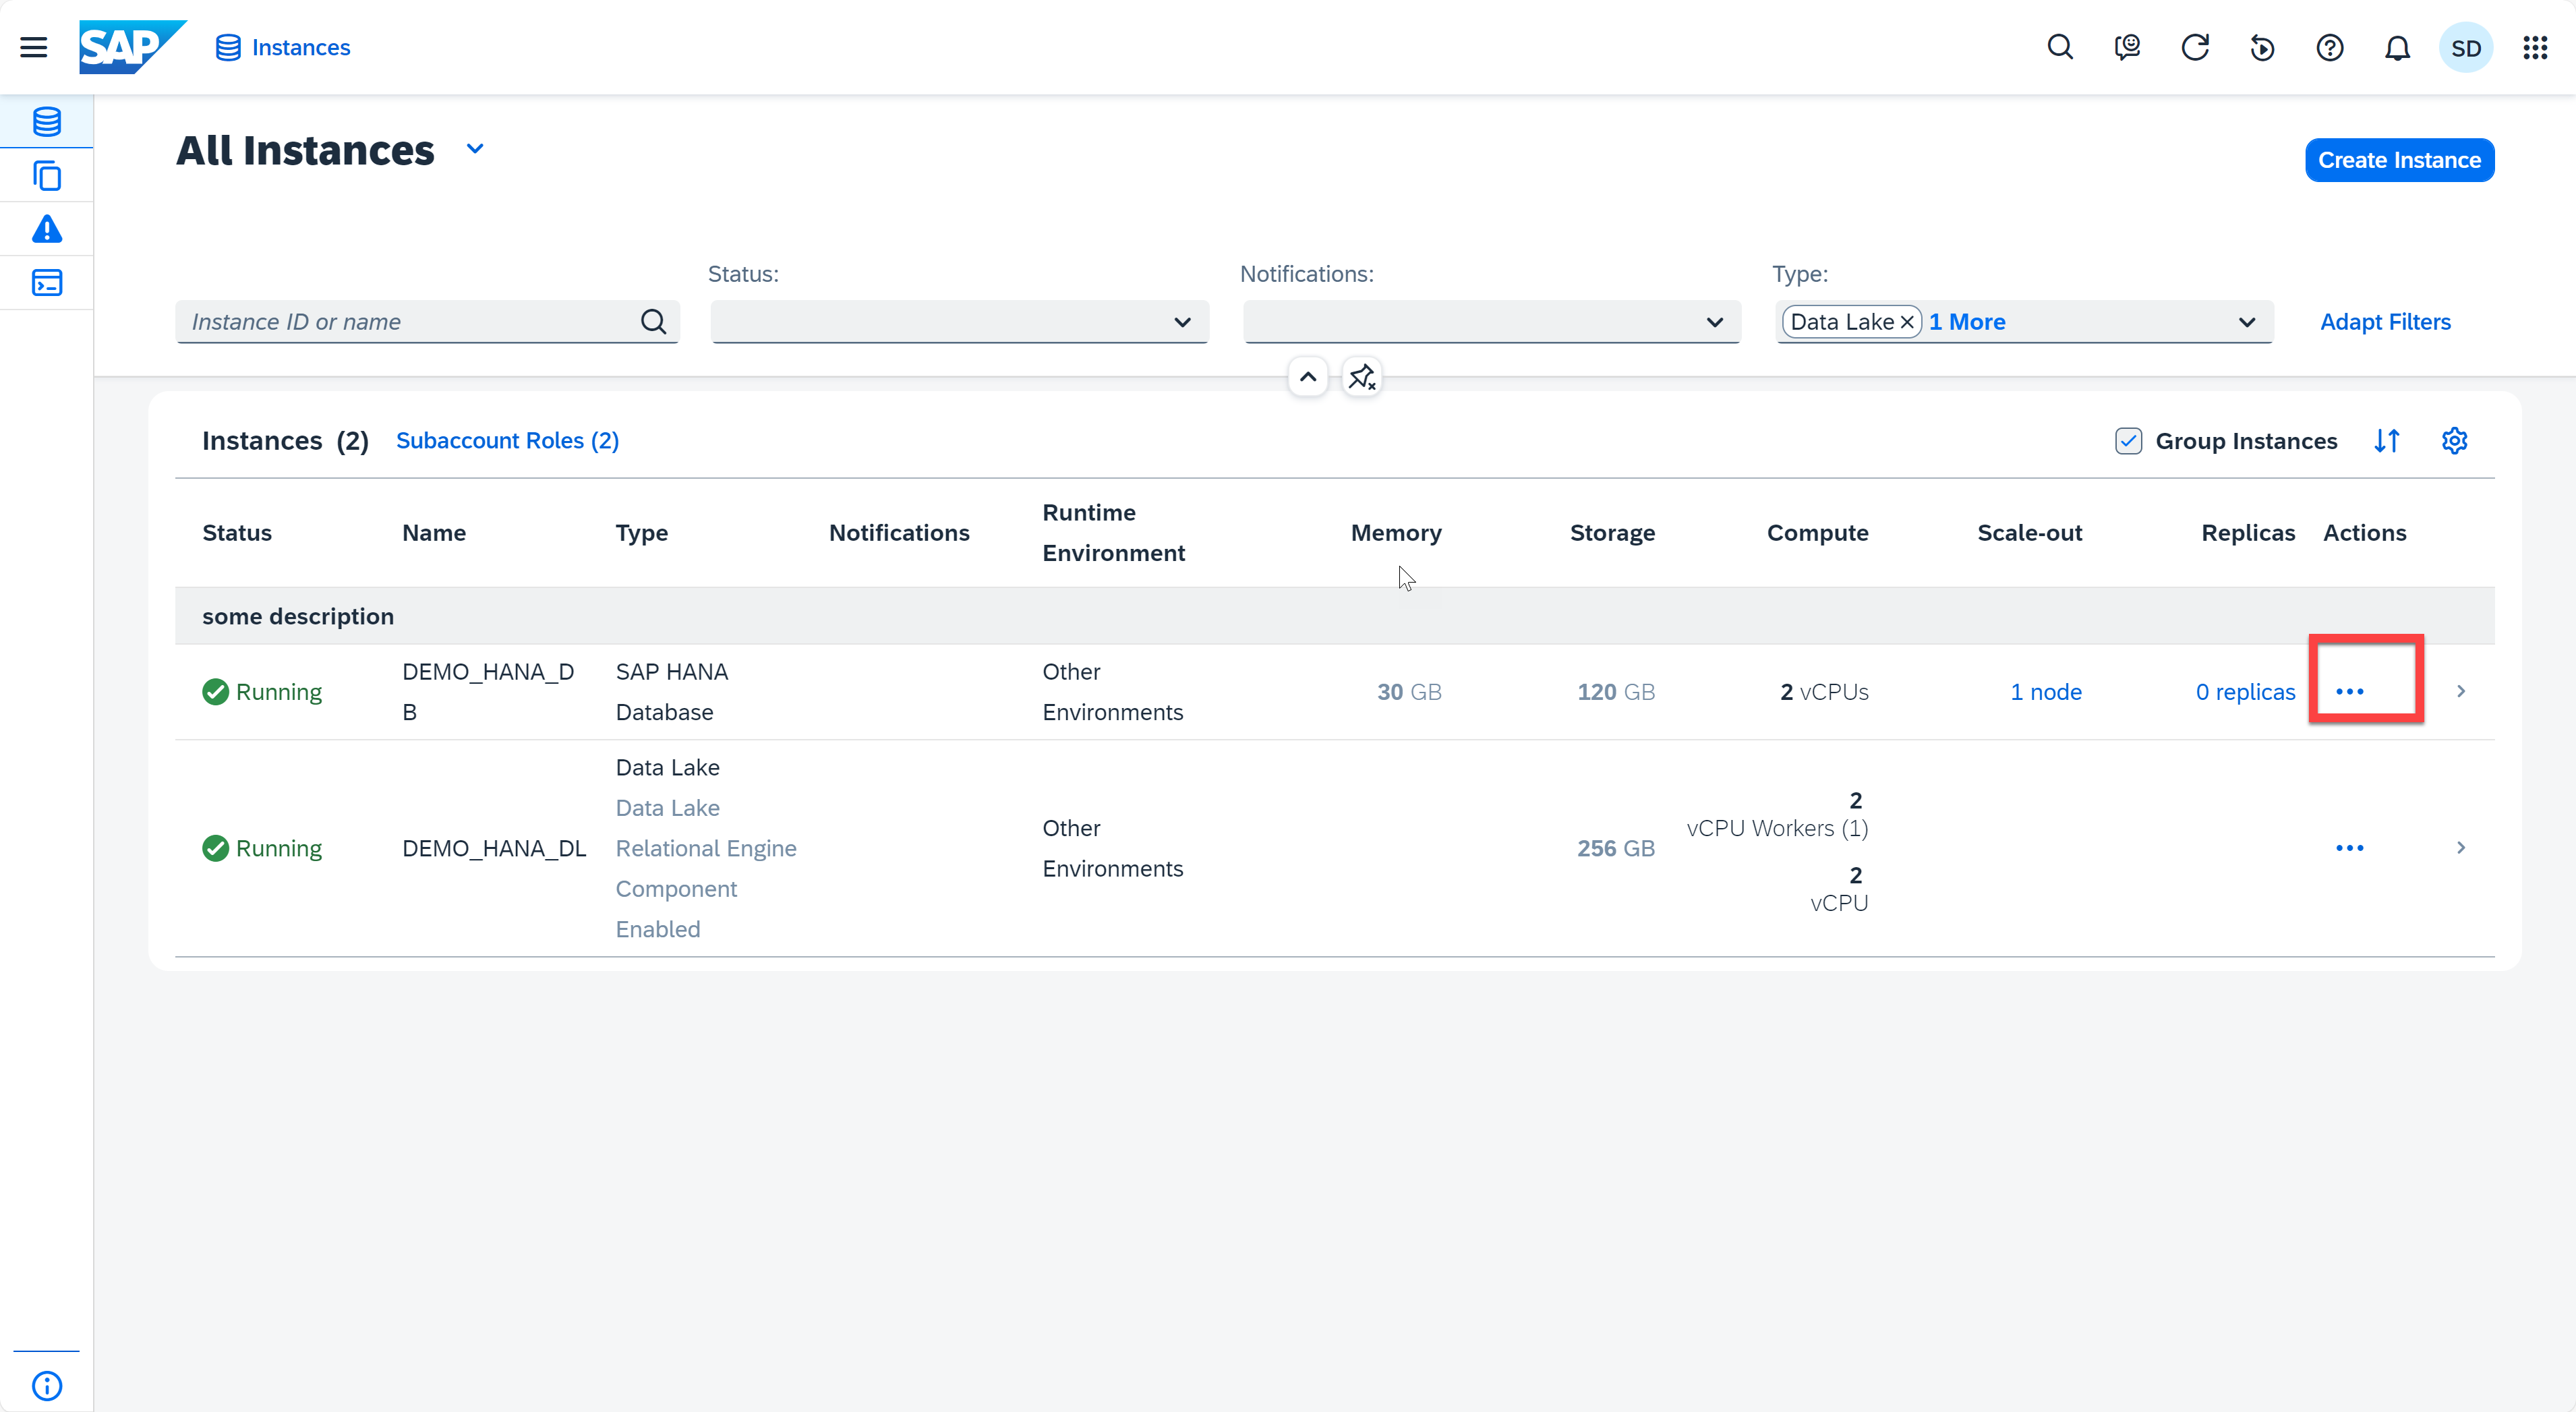 SAP Instances SD
All Instances
Create Instance
Status: Notifications: Type:
Instance ID or name Data Lake 1 More Adapt Filters
Instances (2) Subaccount Roles (2) Group Instances
Status Name Type Notifications Runtime Environment Memory Storage Compute Scale-out Replicas Actions
some description
Running DEMO_HANA_D
B SAP HANA
Database Other
Environments 30 GB 120 GB 2 vCPUs 1 node 0 replicas
Running DEMO_HANA_DL Data Lake
Data Lake
Relational Engine
Component
Enabled Other
Environments 256 GB 2
vCPU Workers (1)
2
vCPU